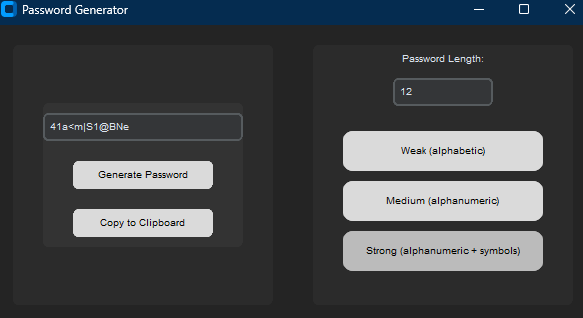 Password Generator
41a<m|S1@BNe
Generate Password
Copy to Clipboard
Password Length:
12
Weak (alphabetic)
Medium (alphanumeric)
Strong (alphanumeric + symbols)